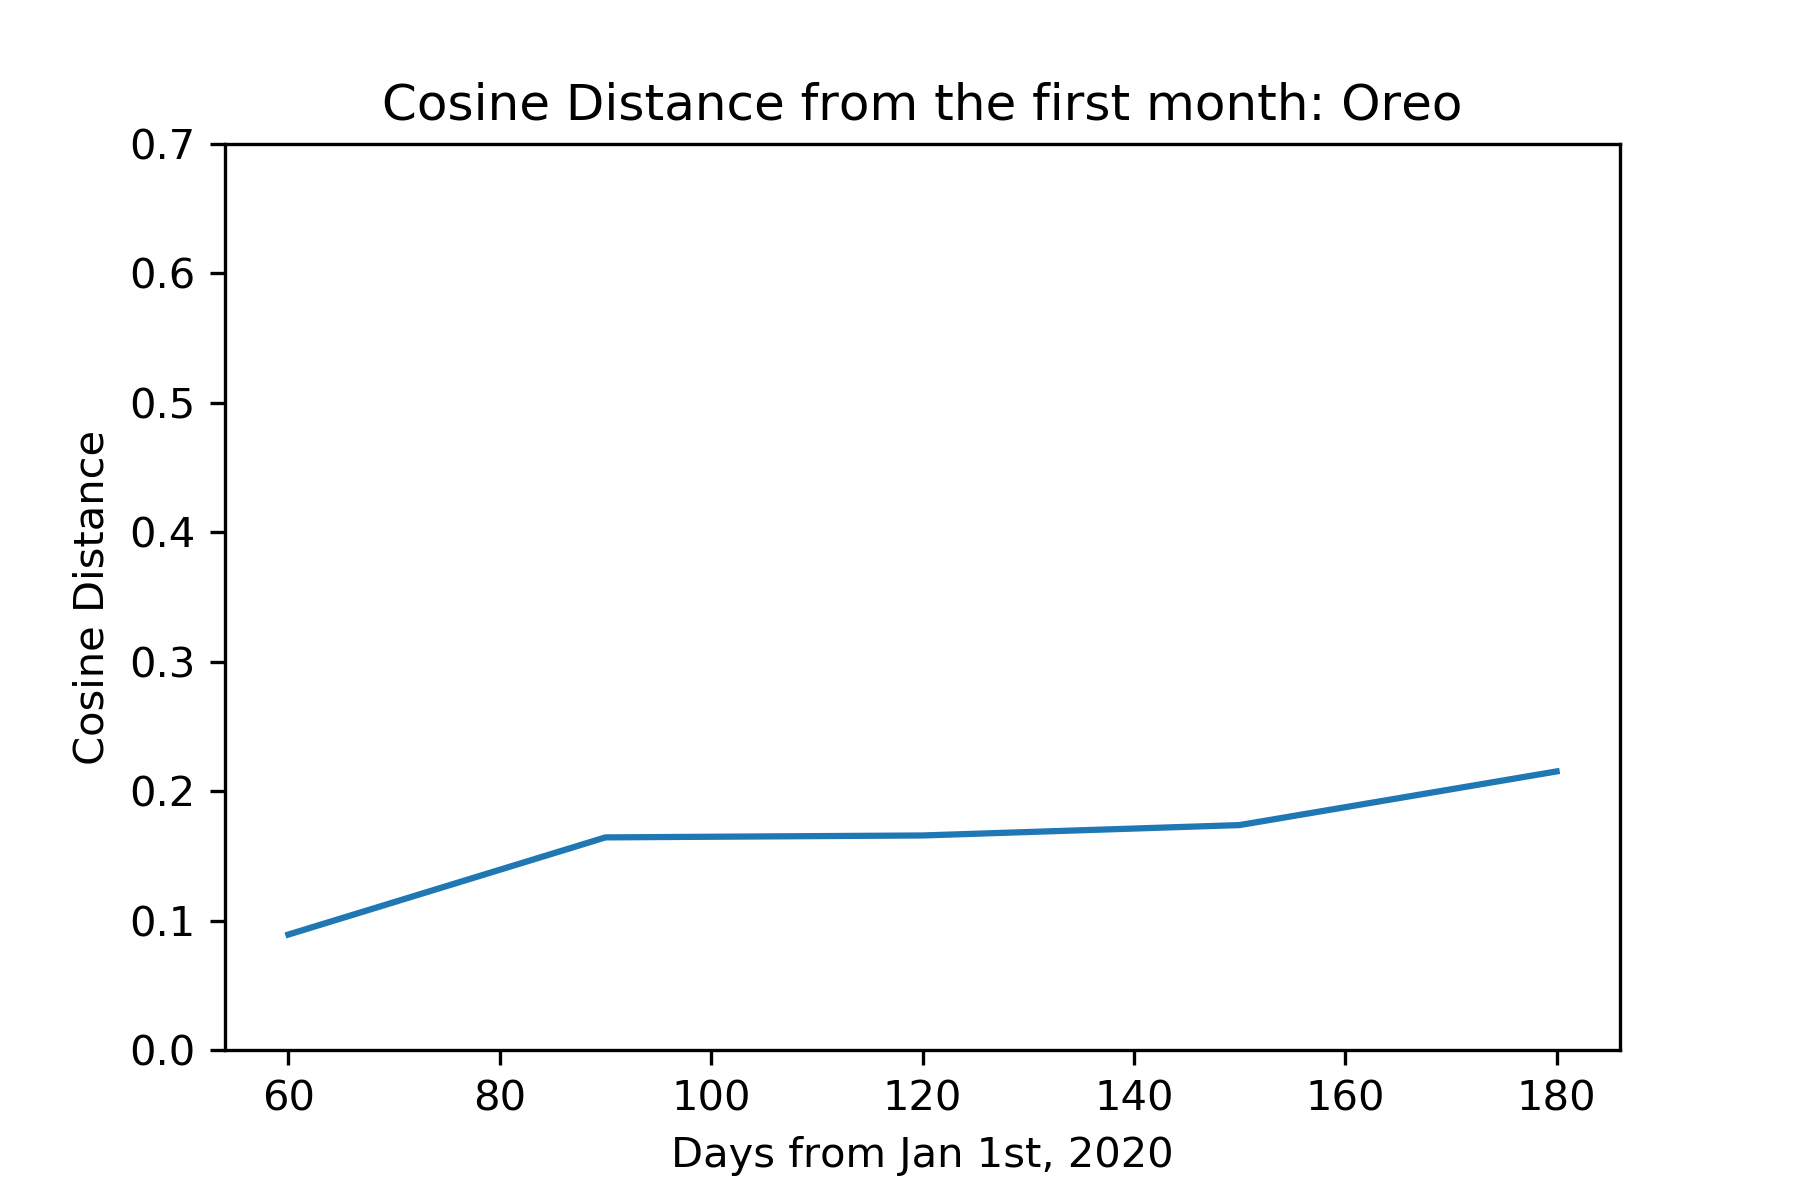 Cosine Distance from the first month: Oreo
0.7
0.6
0.5
0.4
0.3
0.2
0.1
0.0
Cosine Distance
60 80 100 120 140 160 180
Days from Jan 1st, 2020